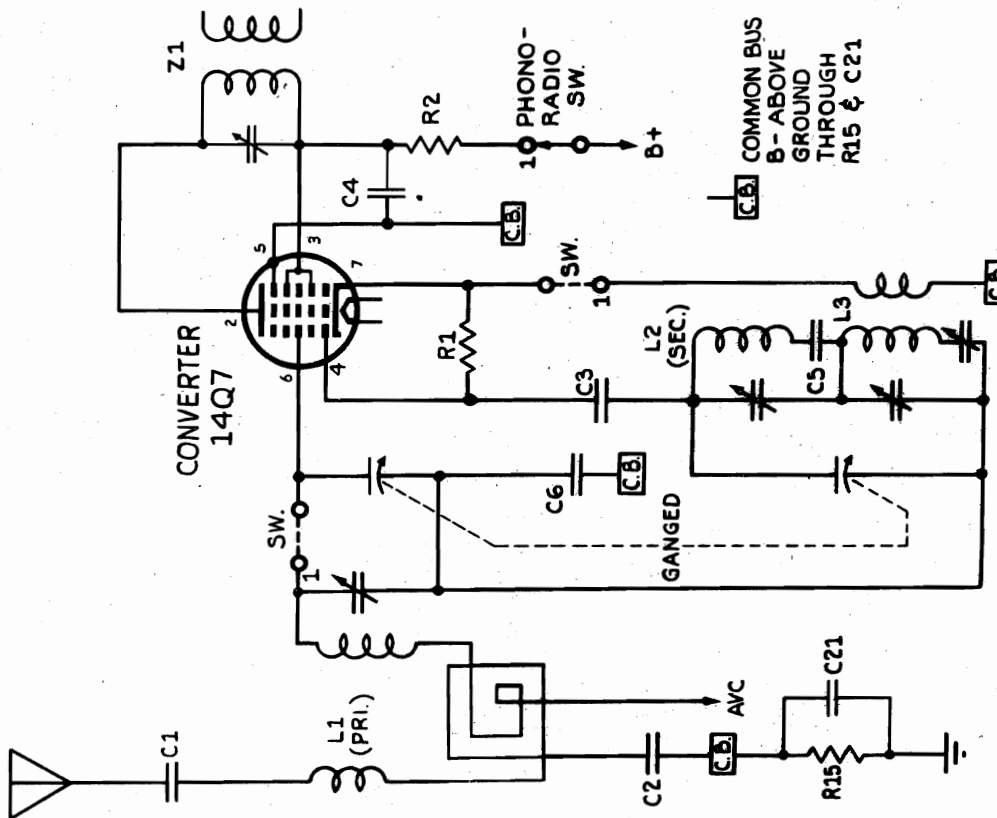 Z1
CONVERTER
14Q7
2
5
3
6
4
7
C4
R2
1
PHONO-
RADIO
SW.
B+
C.B.
C.B.
COMMON BUS
B- ABOVE
GROUND
THROUGH
R15 & C21
SW.
1
R1
SW.
1
C3
L2
(SEC.)
C5
L3
C.B.
C6
C.B.
GANGED
C1
L1
(PRI.)
AVC
C2
C.B.
R15
C21